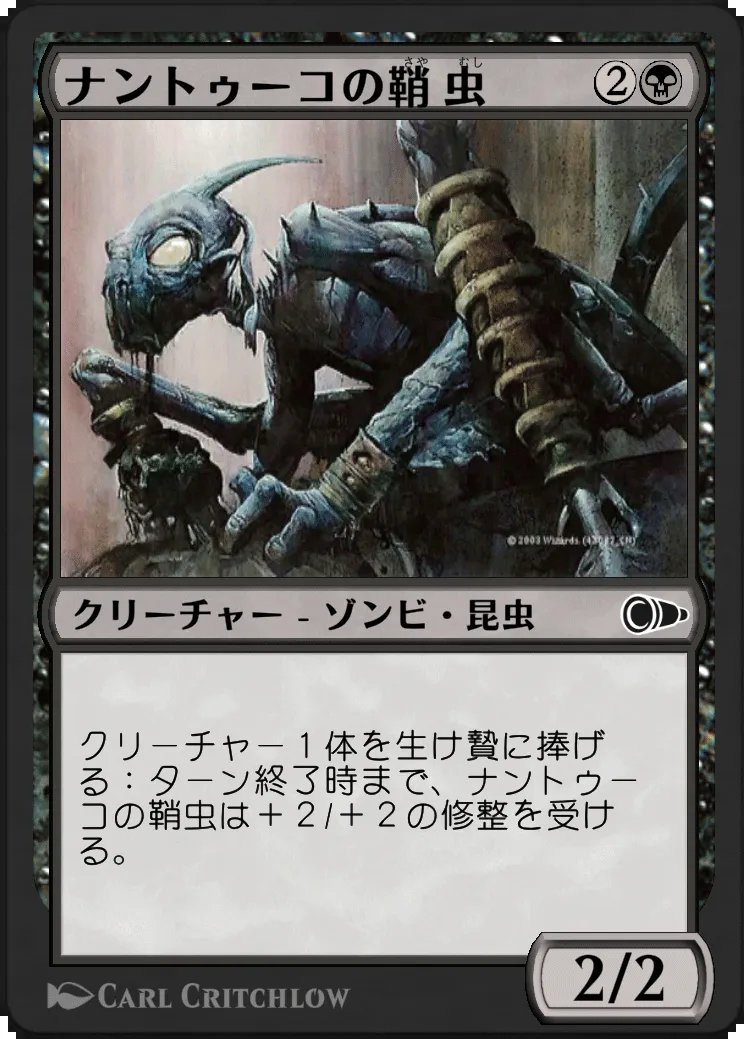 ナントゥーコの鞘虫
さや むし
2
クリーチャー - ゾンビ・昆虫
クリーチャー１体を生け贄に捧げ
る：ターン終了時まで、ナントゥー
コの鞘虫は＋２/＋２の修整を受け
る。
2/2
CARL CRITCHLOW